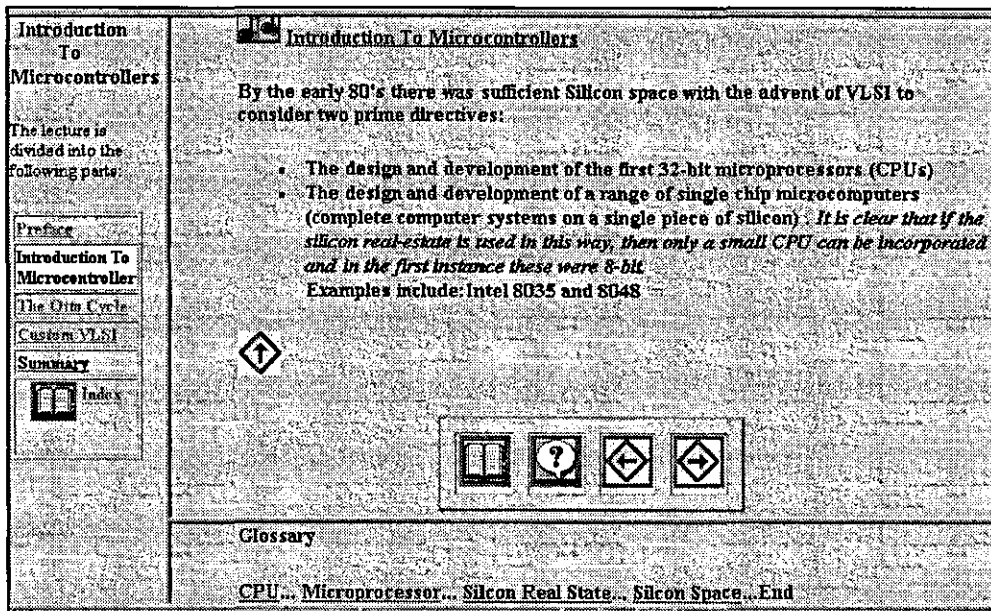 Introduction
To
Microcontrollers
The lecture is
divided into the
following parts:
Preface
Introduction To
Microcontroller
The Otto Cycle
Custom VLSI
Summary
Index
Introduction To Microcontrollers
By the early 80's there was sufficient Silicon space with the advent of VLSI to
consider two prime directives:
• The design and development of the first 32-bit microprocessors (CPUs)
• The design and development of a range of single chip microcomputers
(complete computer systems on a single piece of silicon) . It is clear that if the
silicon real-estate is used in this way, then only a small CPU can be incorporated
and in the first instance these were 8-bit
Examples include: Intel 8035 and 8048
?
Glossary
CPU... Microprocessor... Silcon Real State... Silcon Space...End